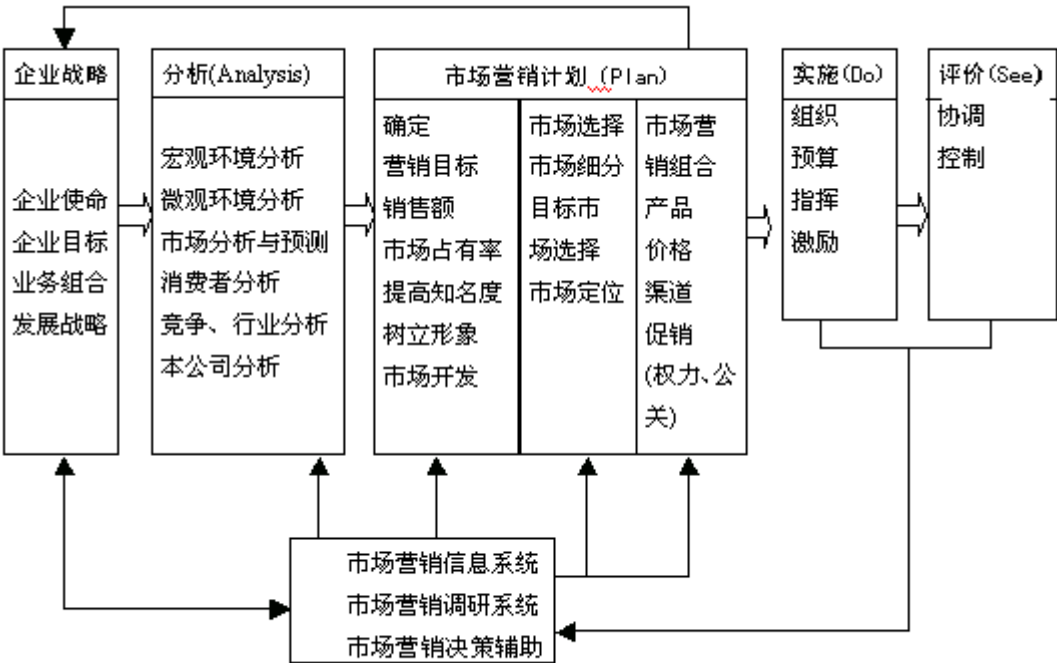 企业战略
企业使命
企业目标
业务组合
发展战略
分析(Analysis)
宏观环境分析
微观环境分析
市场分析与预测
消费者分析
竞争、行业分析
本公司分析
市场营销计划 (Plan)
确定
营销目标
销售额
市场占有率
提高知名度
树立形象
市场开发
市场选择
市场细分
目标市
场选择
市场定位
市场营
销组合
产品
价格
渠道
促销
(权力、公
关)
实施(Do)
组织
预算
指挥
激励
评价(See)
协调
控制
市场营销信息系统
市场营销调研系统
市场营销决策辅助